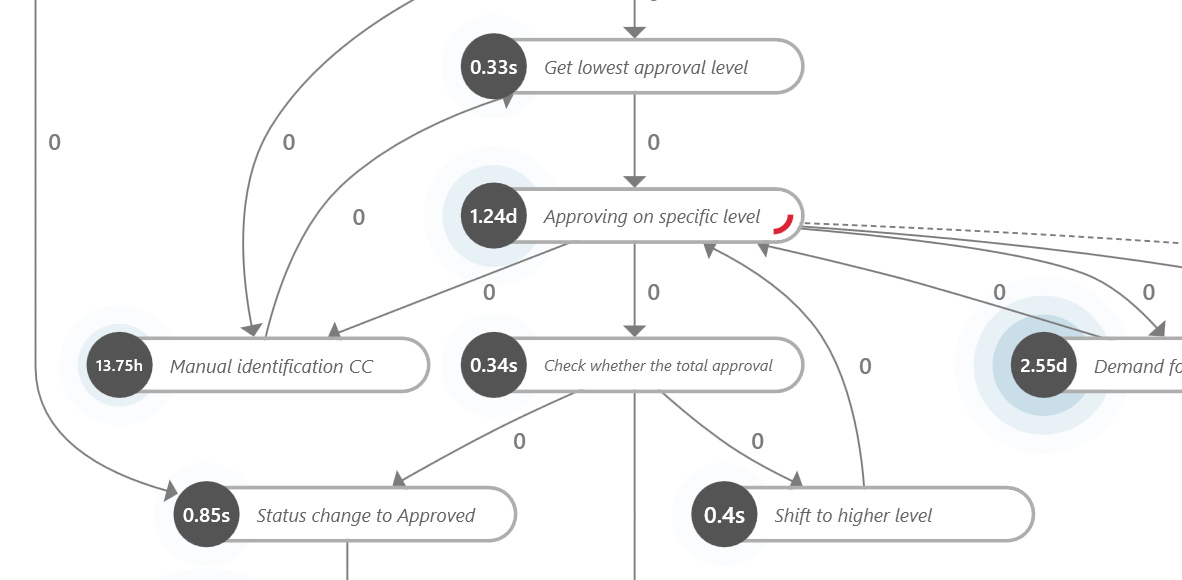 0.33s Get lowest approval level
0 0 0
0
1.24d Approving on specific level
0 0 0 0
13.75h Manual identification CC 0.34s Check whether the total approval 0 2.55d Demand fo
0 0
0.85s Status change to Approved 0.4s Shift to higher level